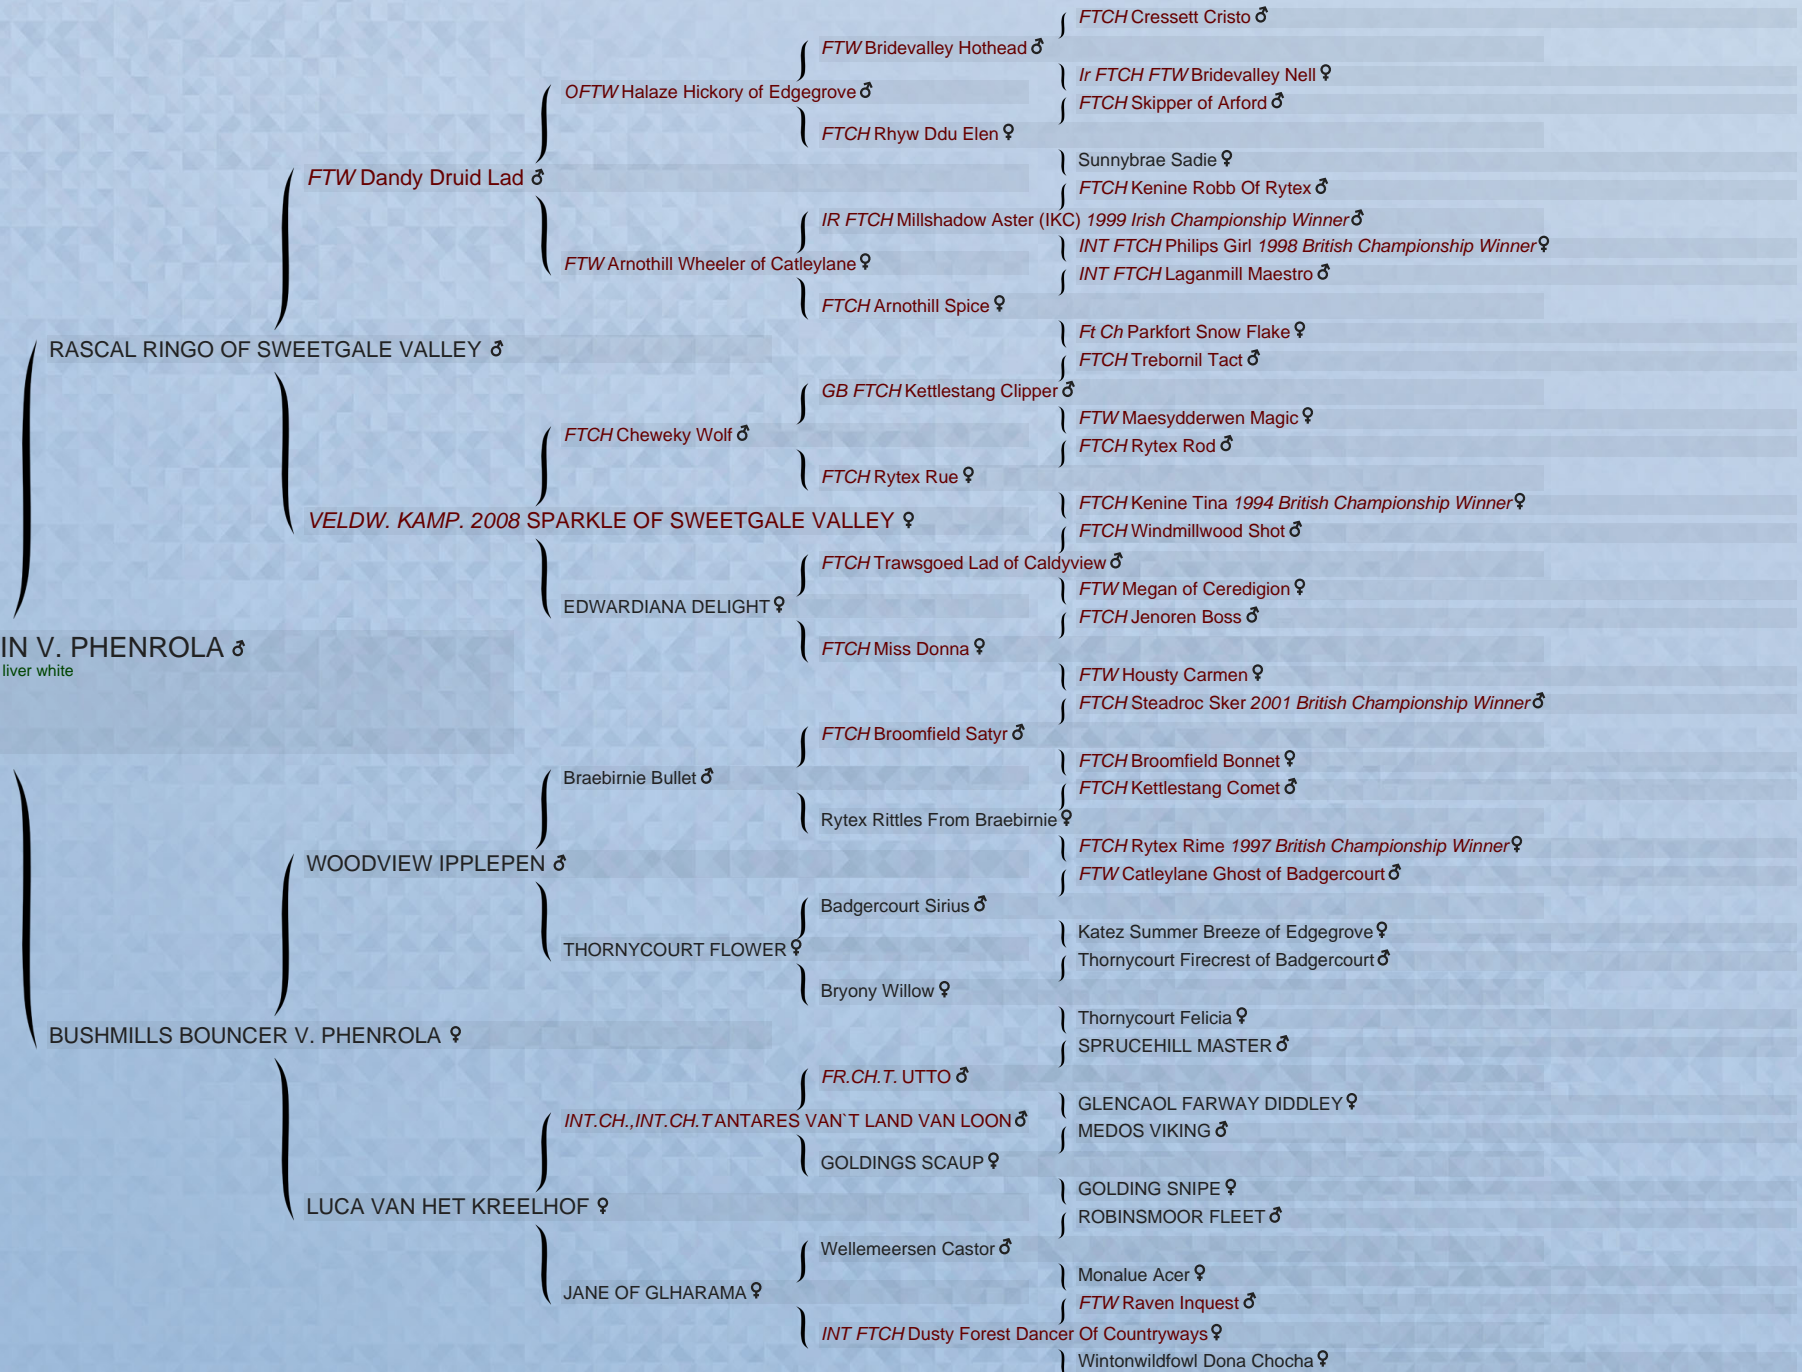 FTCH Cressett Cristo ♂
FTW Bridevalley Hothead ♂
Ir FTCH FTW Bridevalley Nell ♀
OFTW Halaze Hickory of Edgegrove ♂
FTCH Skipper of Arford ♂
FTCH Rhyw Ddu Elen ♀
Sunnybrae Sadie ♀
FTW Dandy Druid Lad ♂
FTCH Kenine Robb Of Rytex ♂
IR FTCH Millshadow Aster (IKC) 1999 Irish Championship Winner ♂
INT FTCH Philips Girl 1998 British Championship Winner ♀
FTW Arnothill Wheeler of Catleylane ♀
INT FTCH Laganmill Maestro ♂
FTCH Arnothill Spice ♀
Ft Ch Parkfort Snow Flake ♀
RASCAL RINGO OF SWEETGALE VALLEY ♂
FTCH Trebornil Tact ♂
GB FTCH Kettlestang Clipper ♂
FTW Maesydderwen Magic ♀
FTCH Cheweky Wolf ♂
FTCH Rytex Rod ♂
FTCH Rytex Rue ♀
FTCH Kenine Tina 1994 British Championship Winner ♀
VELDW. KAMP. 2008 SPARKLE OF SWEETGALE VALLEY ♀
FTCH Windmillwood Shot ♂
FTCH Trawsgoed Lad of Caldyview ♂
FTW Megan of Ceredigion ♀
EDWARDIANA DELIGHT ♀
FTCH Jenoren Boss ♂
IN V. PHENROLA ♂
FTCH Miss Donna ♀
liver white
FTW Housty Carmen ♀
FTCH Steadroc Sker 2001 British Championship Winner ♂
FTCH Broomfield Satyr ♂
FTCH Broomfield Bonnet ♀
Braebirnie Bullet ♂
FTCH Kettlestang Comet ♂
Rytex Rittles From Braebirnie ♀
FTCH Rytex Rime 1997 British Championship Winner ♀
WOODVIEW IPPLEPEN ♂
FTW Catleylane Ghost of Badgercourt ♂
Badgercourt Sirius ♂
Katez Summer Breeze of Edgegrove ♀
THORNYCOURT FLOWER ♀
Thornycourt Firecrest of Badgercourt ♂
Bryony Willow ♀
Thornycourt Felicia ♀
BUSHMILLS BOUNCER V. PHENROLA ♀
SPRUCEHILL MASTER ♂
FR.CH.T. UTTO ♂
GLENCAOL FARWAY DIDDLEY ♀
INT.CH.,INT.CH.T ANTARES VAN`T LAND VAN LOON ♂
MEDOS VIKING ♂
GOLDINGS SCAUP ♀
GOLDING SNIPE ♀
LUCA VAN HET KREELHOF ♀
ROBINSMOOR FLEET ♂
Wellemeersen Castor ♂
Monalue Acer ♀
JANE OF GLHARAMA ♀
FTW Raven Inquest ♂
INT FTCH Dusty Forest Dancer Of Countryways ♀
Wintonwildfowl Dona Chocha ♀